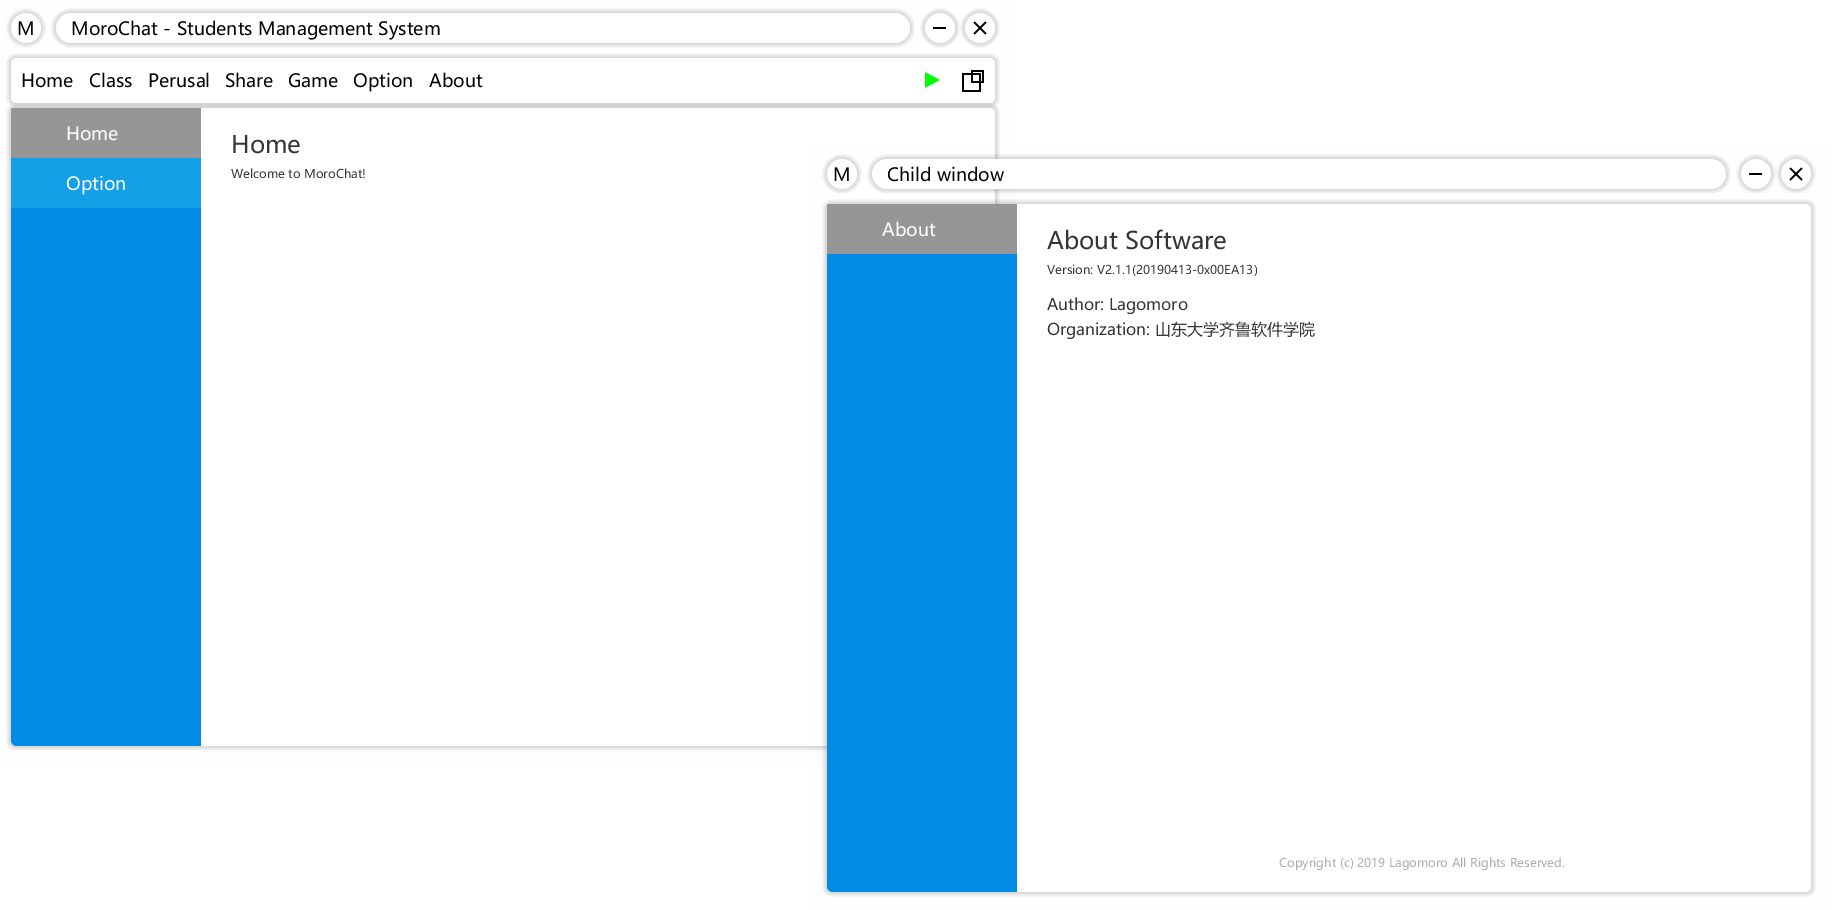 M
MoroChat - Students Management System
Home Class Perusal Share Game Option About
Home
Option
Home
Welcome to MoroChat!
M
Child window
About
About Software
Version: V2.1.1(20190413-0x00EA13)
Author: Lagomoro
Organization: 山东大学齐鲁软件学院
Copyright (c) 2019 Lagomoro All Rights Reserved.